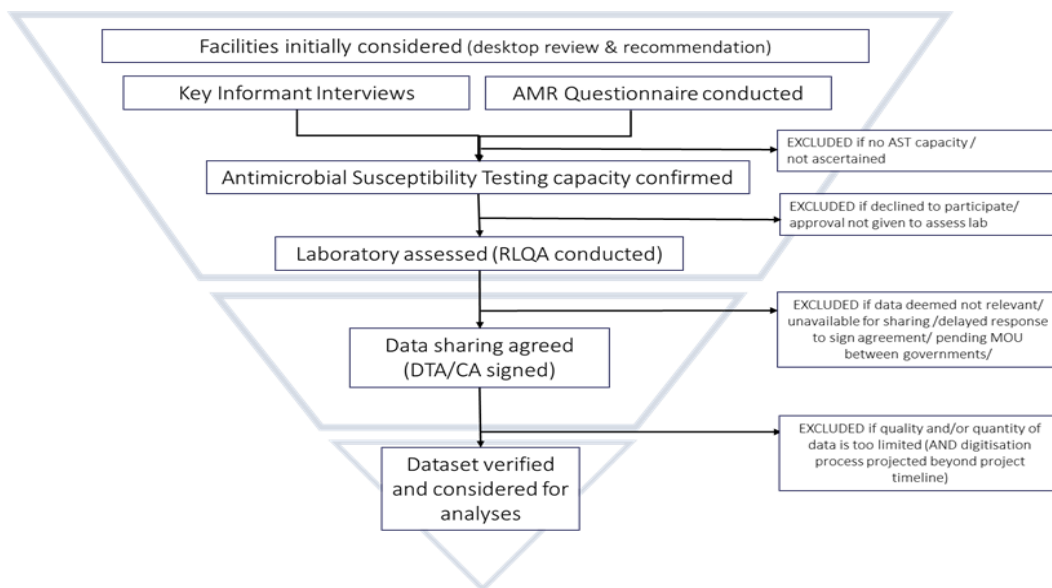 Facilities initially considered (desktop review & recommendation)
Key Informant Interviews
AMR Questionnaire conducted
EXCLUDED if no AST capacity /
not ascertained
Antimicrobial Susceptibility Testing capacity confirmed
EXCLUDED if declined to participate/
approval not given to assess lab
Laboratory assessed (RLQA conducted)
EXCLUDED if data deemed not relevant/
unavailable for sharing /delayed response
to sign agreement/ pending MOU
between governments/
Data sharing agreed
(DTA/CA signed)
EXCLUDED if quality and/or quantity of
data is too limited (AND digitisation
process projected beyond project
timeline)
Dataset verified
and considered for
analyses